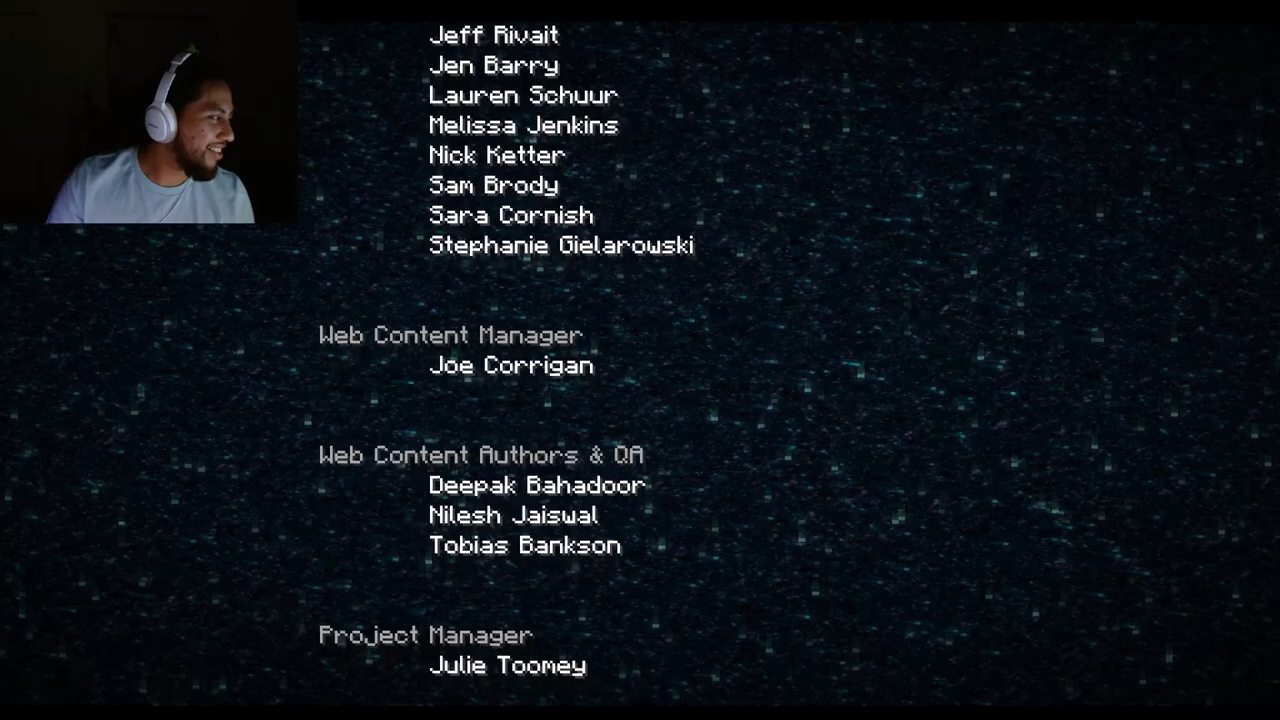 Jeff Rivait
Jen Barry
Lauren Schuur
Melissa Jenkins
Nick Ketter
Sam Brody
Sara Cornish
Stephanie Gielarowski
Web Content Manager
Joe Corrigan
Web Content Authors & QA
Deepak Bahadoor
Nilesh Jaiswal
Tobias Bankson
Project Manager
Julie Toomey